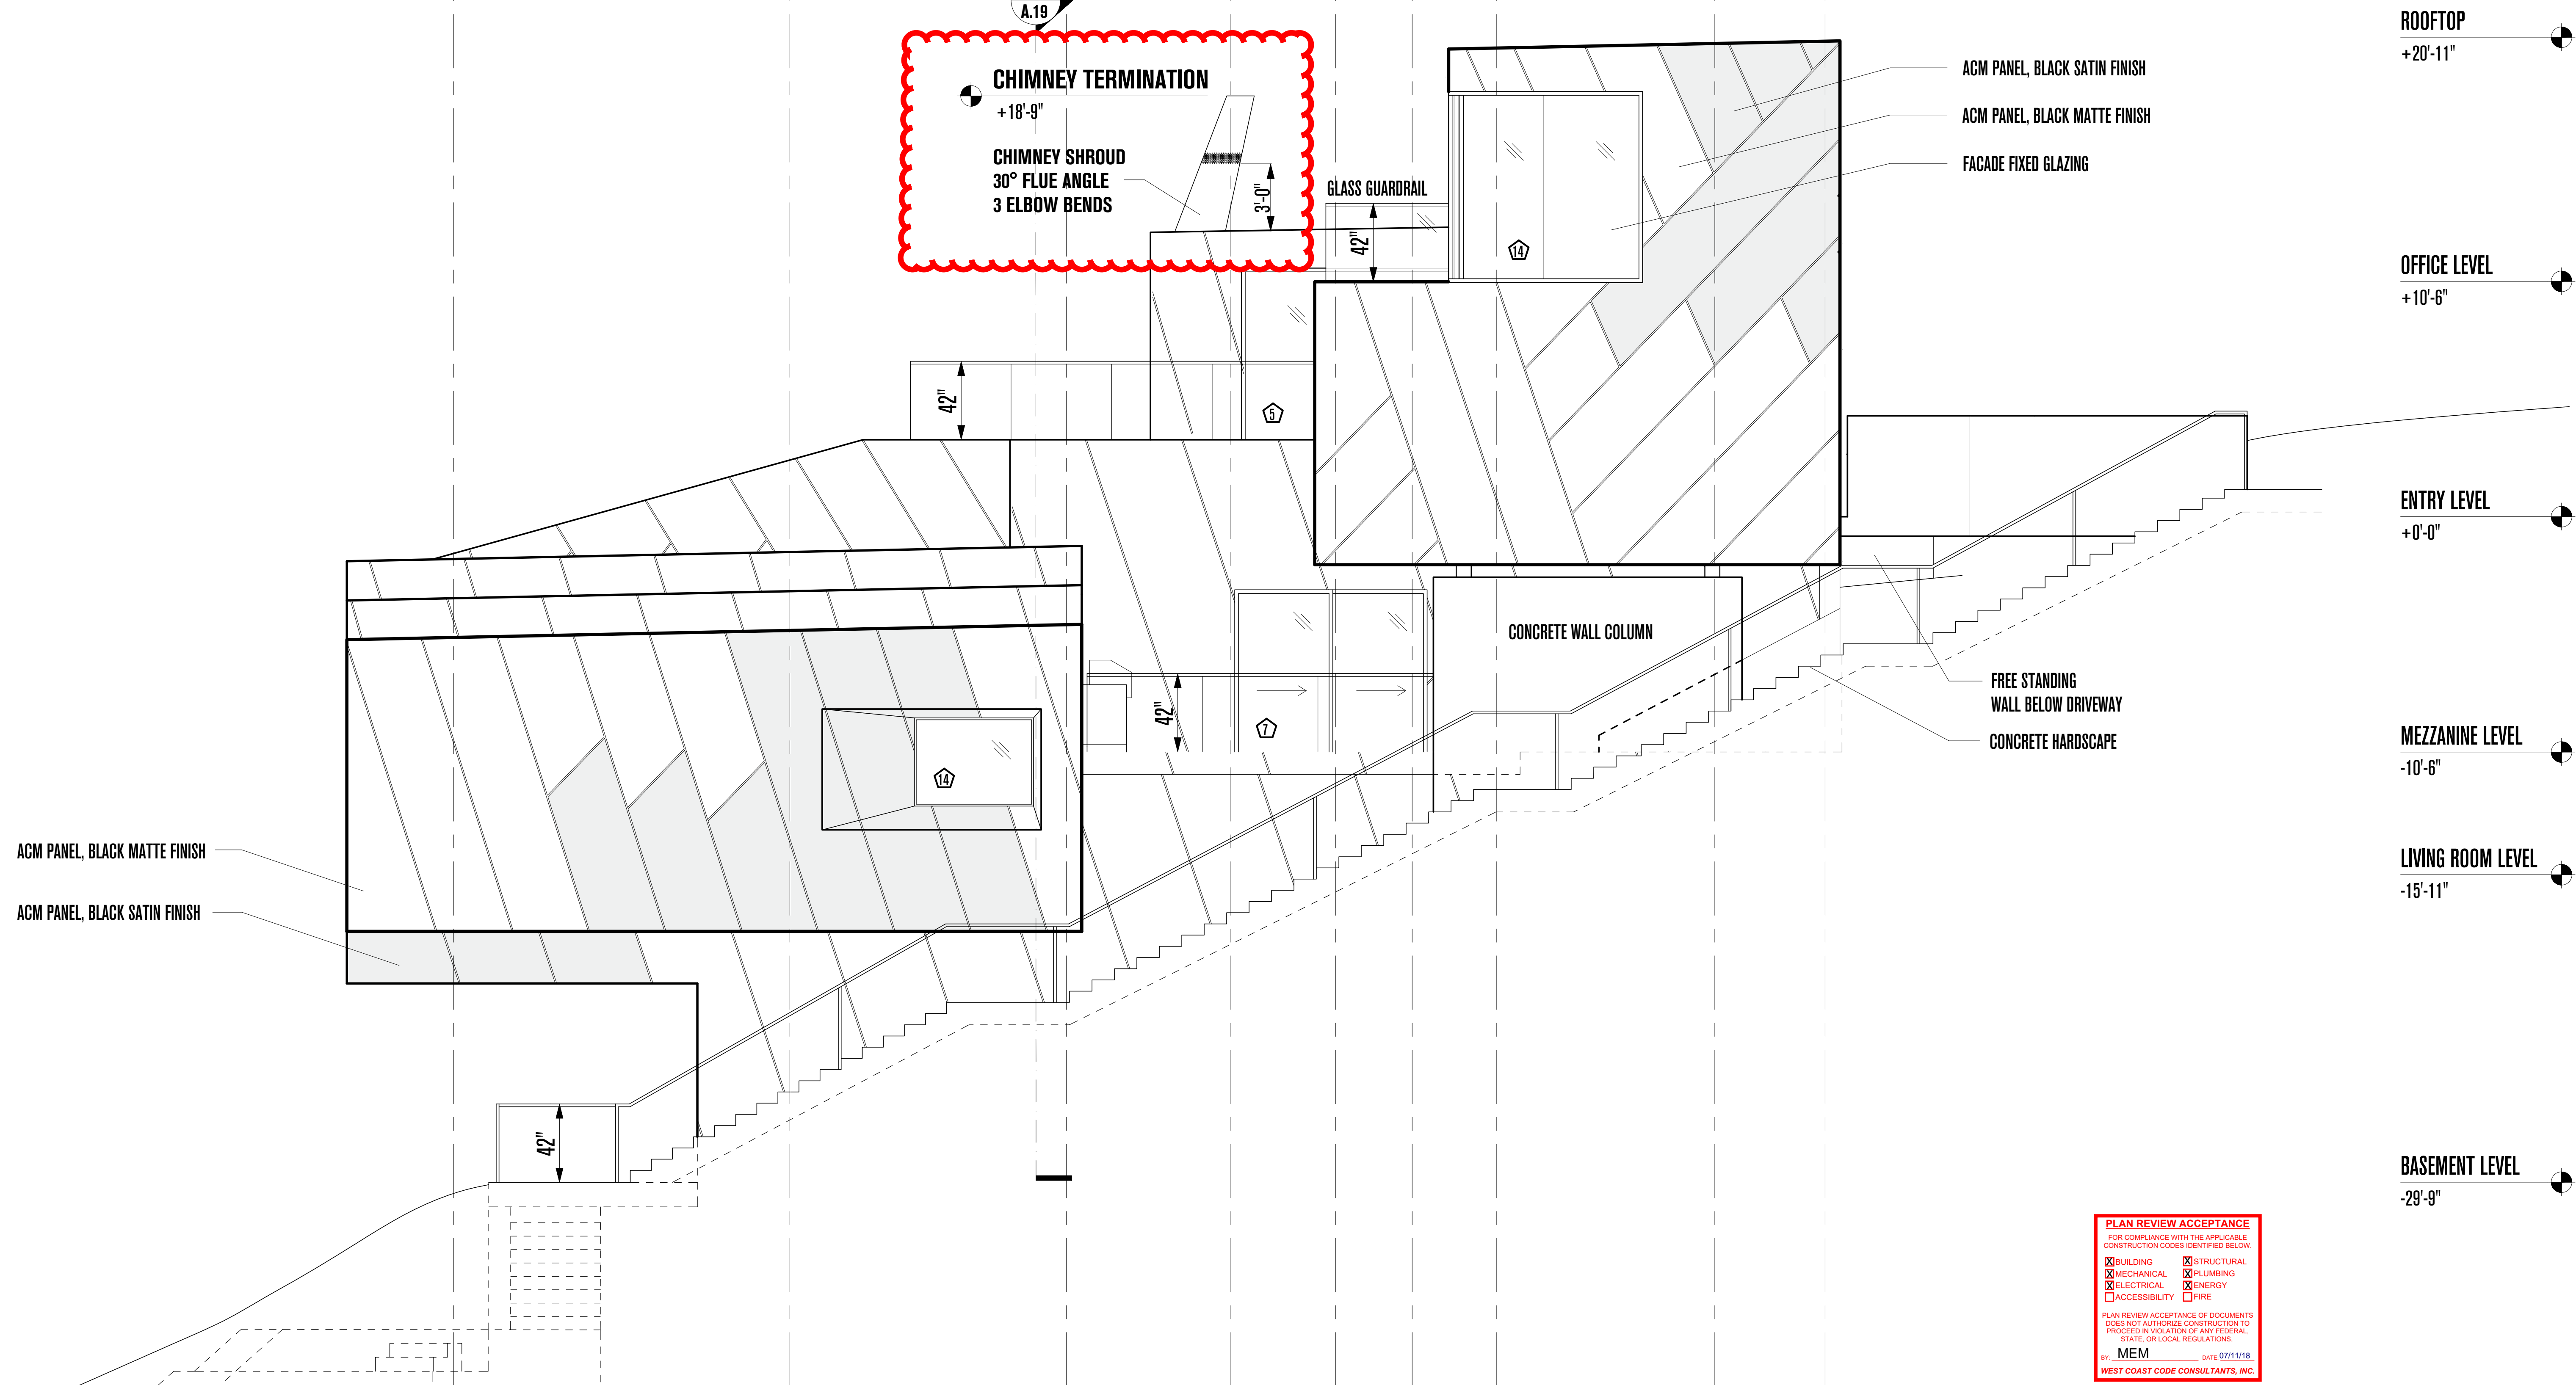 A.19
CHIMNEY TERMINATION
+18'-9"
CHIMNEY SHROUD
30° FLUE ANGLE
3 ELBOW BENDS
3'-0"
GLASS GUARDRAIL
42"
14
ACM PANEL, BLACK SATIN FINISH
ACM PANEL, BLACK MATTE FINISH
FACADE FIXED GLAZING
ROOFTOP
+20'-11"
OFFICE LEVEL
+10'-6"
42"
5
ENTRY LEVEL
+0'-0"
CONCRETE WALL COLUMN
FREE STANDING
WALL BELOW DRIVEWAY
CONCRETE HARDSCAPE
42"
7
14
MEZZANINE LEVEL
-10'-6"
ACM PANEL, BLACK MATTE FINISH
ACM PANEL, BLACK SATIN FINISH
LIVING ROOM LEVEL
-15'-11"
42"
BASEMENT LEVEL
-29'-9"
PLAN REVIEW ACCEPTANCE
FOR COMPLIANCE WITH THE APPLICABLE
CONSTRUCTION CODES IDENTIFIED BELOW.
X BUILDING X STRUCTURAL
X MECHANICAL X PLUMBING
X ELECTRICAL X ENERGY
ACCESSIBILITY FIRE
PLAN REVIEW ACCEPTANCE OF DOCUMENTS
DOES NOT AUTHORIZE CONSTRUCTION TO
PROCEED IN VIOLATION OF ANY FEDERAL,
STATE, OR LOCAL REGULATIONS.
BY: MEM DATE 07/11/18
WEST COAST CODE CONSULTANTS, INC.